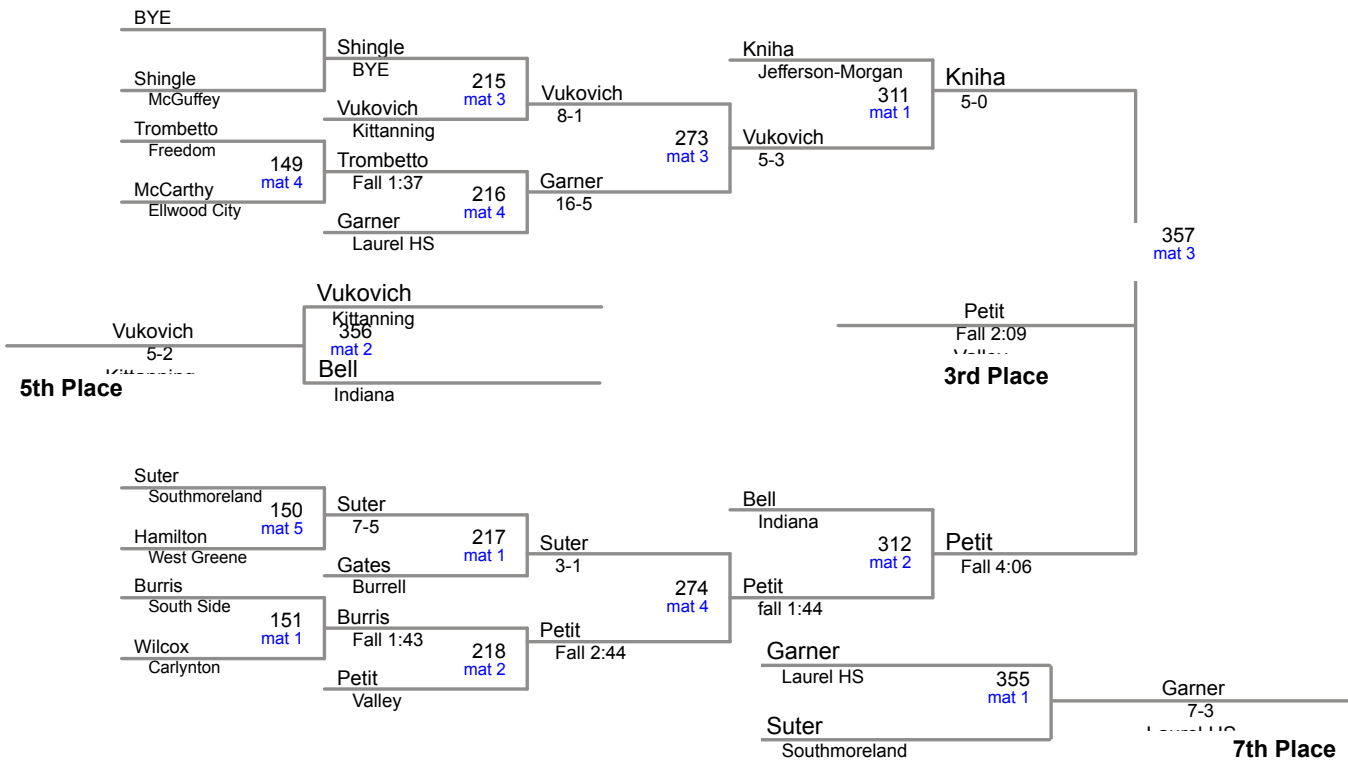 BYE
Shingle
BYE
Kniha
Jefferson-Morgan
Kniha
5-0
Shingle
McGuffey
215
mat 3
Vukovich
8-1
311
mat 1
Vukovich
Kittanning
Trombetto
Freedom
273
mat 3
Vukovich
5-3
149
mat 4
Trombetto
Fall 1:37
McCarthy
Ellwood City
216
mat 4
Garner
16-5
Garner
Laurel HS
357
mat 3
Vukovich
Kittanning
356
mat 2
Vukovich
5-2
Kittanning
5th Place
Bell
Indiana
Petit
Fall 2:09
Valley
3rd Place
Suter
Southmoreland
150
mat 5
Suter
7-5
Hamilton
West Greene
217
mat 1
Suter
3-1
Gates
Burrell
Bell
Indiana
312
mat 2
Petit
Fall 4:06
Burris
South Side
274
mat 4
Petit
fall 1:44
151
mat 1
Burris
Fall 1:43
Wilcox
Carlynton
218
mat 2
Petit
Fall 2:44
Petit
Valley
Garner
Laurel HS
355
mat 1
Garner
7-3
Laurel HS
Suter
Southmoreland
7th Place